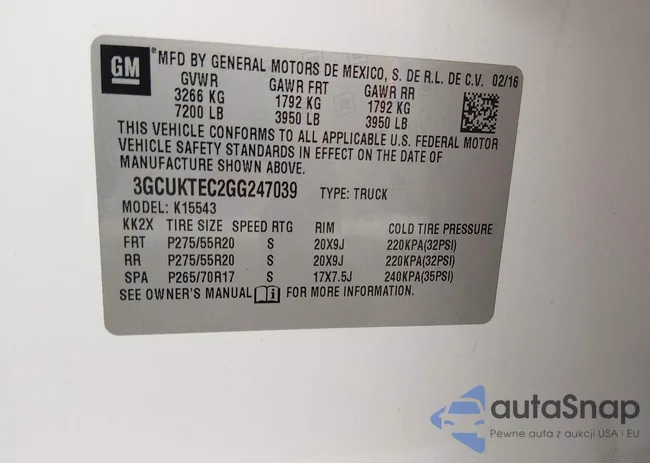 GM
MFD BY GENERAL MOTORS DE MEXICO, S. DE R.L. DE C.V. 02/16
GVWR GAWR FRT GAWR RR
3266 KG 1792 KG 1792 KG
7200 LB 3950 LB 3950 LB
THIS VEHICLE CONFORMS TO ALL APPLICABLE U.S. FEDERAL MOTOR
VEHICLE SAFETY STANDARDS IN EFFECT ON THE DATE OF
MANUFACTURE SHOWN ABOVE.
3GCUKTEC2GG247039 TYPE: TRUCK
MODEL: K15543
KK2X TIRE SIZE SPEED RTG RIM COLD TIRE PRESSURE
FRT P275/55R20 S 20X9J 220KPA(32PSI)
RR P275/55R20 S 20X9J 220KPA(32PSI)
SPA P265/70R17 S 17X7.5J 240KPA(35PSI)
SEE OWNER'S MANUAL FOR MORE INFORMATION.
autaSnap
Pewne auta z aukcji USA i EU